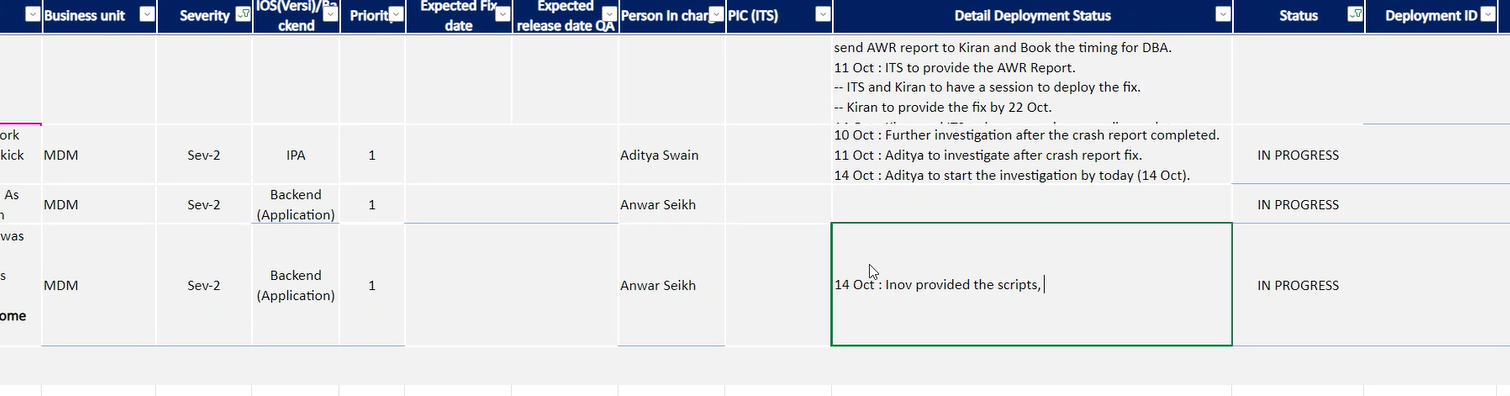 Business unit
Severity
IOS(Versi)/Ba
ckend
Priorit
Expected Fix
date
Expected
release date QA
Person In char
PIC (ITS)
Detail Deployment Status
Status
Deployment ID
send AWR report to Kiran and Book the timing for DBA.
11 Oct : ITS to provide the AWR Report.
-- ITS and Kiran to have a session to deploy the fix.
-- Kiran to provide the fix by 22 Oct.
ork
kick
MDM
Sev-2
IPA
1
Aditya Swain
10 Oct : Further investigation after the crash report completed.
11 Oct : Aditya to investigate after crash report fix.
14 Oct : Aditya to start the investigation by today (14 Oct).
IN PROGRESS
As
n
MDM
Sev-2
Backend
(Application)
1
Anwar Seikh
IN PROGRESS
was
s
ome
MDM
Sev-2
Backend
(Application)
1
Anwar Seikh
14 Oct : Inov provided the scripts,
IN PROGRESS